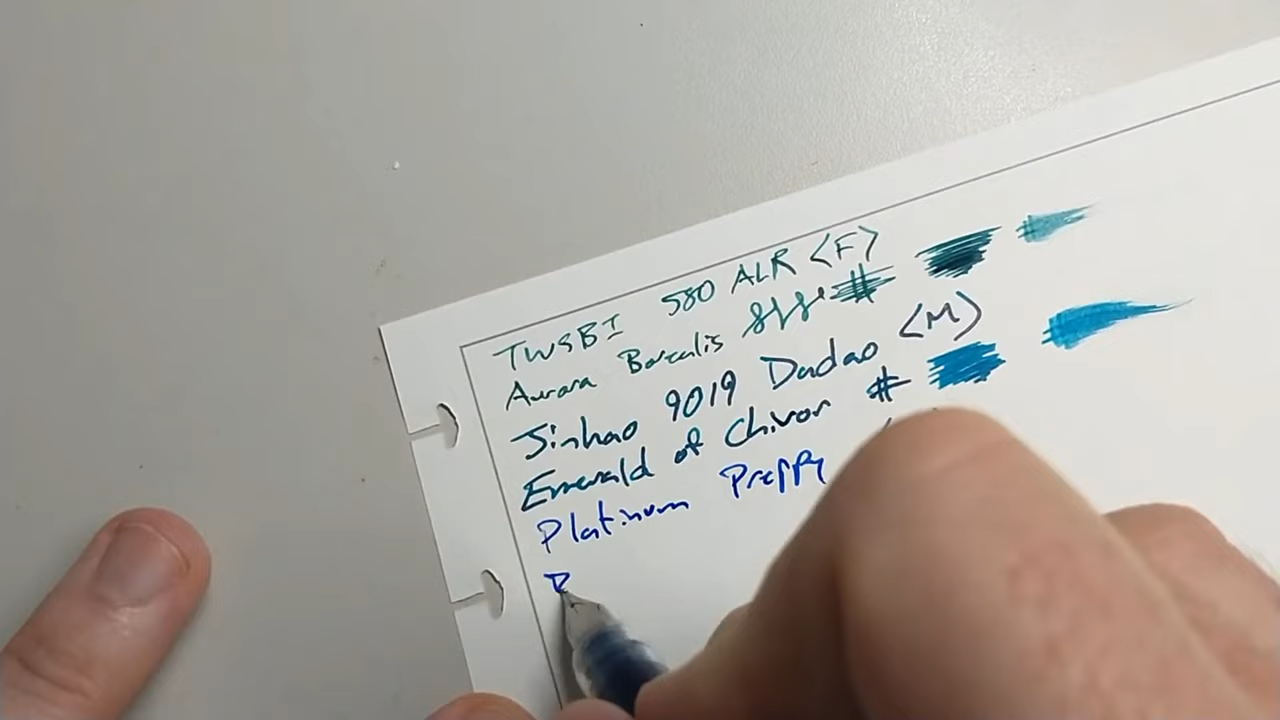 TWSBI 580 ALR <F>
Aurora Borealis
Jinhao 9019 Dadao <M>
Emerald of Chivor #
Platinum Preppy